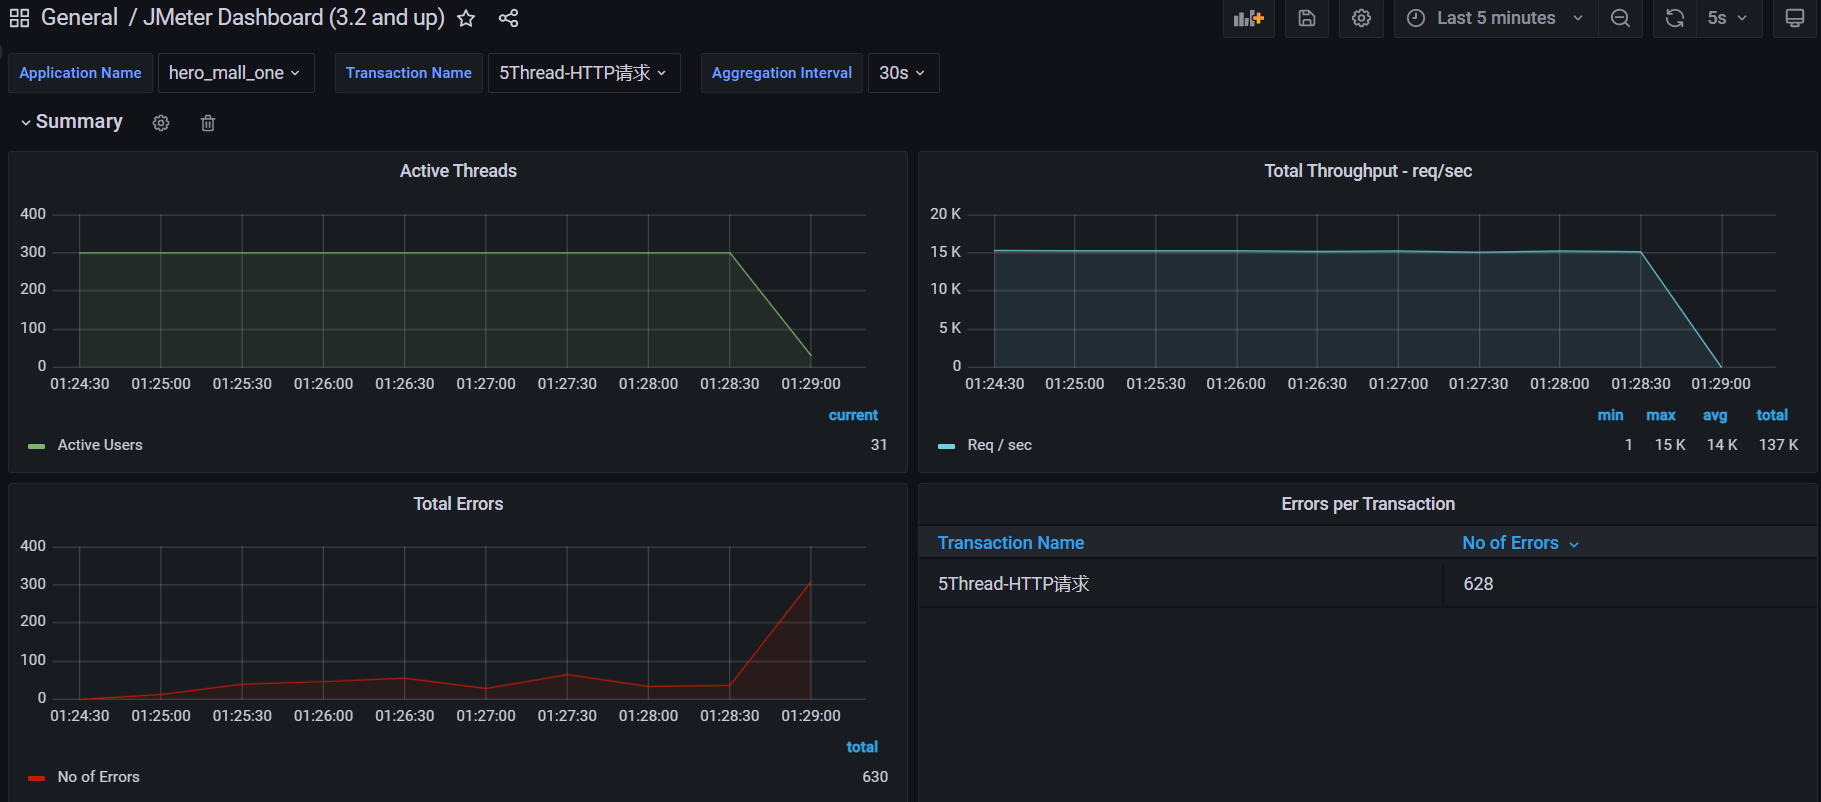 General / JMeter Dashboard (3.2 and up)
Last 5 minutes
5s
Application Name hero_mall_one Transaction Name 5Thread-HTTP请求 Aggregation Interval 30s
Summary
Active Threads
400
300
200
100
0
01:24:30 01:25:00 01:25:30 01:26:00 01:26:30 01:27:00 01:27:30 01:28:00 01:28:30 01:29:00
current
Active Users 31
Total Throughput - req/sec
20 K
15 K
10 K
5 K
0
01:24:30 01:25:00 01:25:30 01:26:00 01:26:30 01:27:00 01:27:30 01:28:00 01:28:30 01:29:00
min max avg total
Req / sec 1 15 K 14 K 137 K
Total Errors
400
300
200
100
0
01:24:30 01:25:00 01:25:30 01:26:00 01:26:30 01:27:00 01:27:30 01:28:00 01:28:30 01:29:00
total
No of Errors 630
Errors per Transaction
Transaction Name No of Errors
5Thread-HTTP请求 628